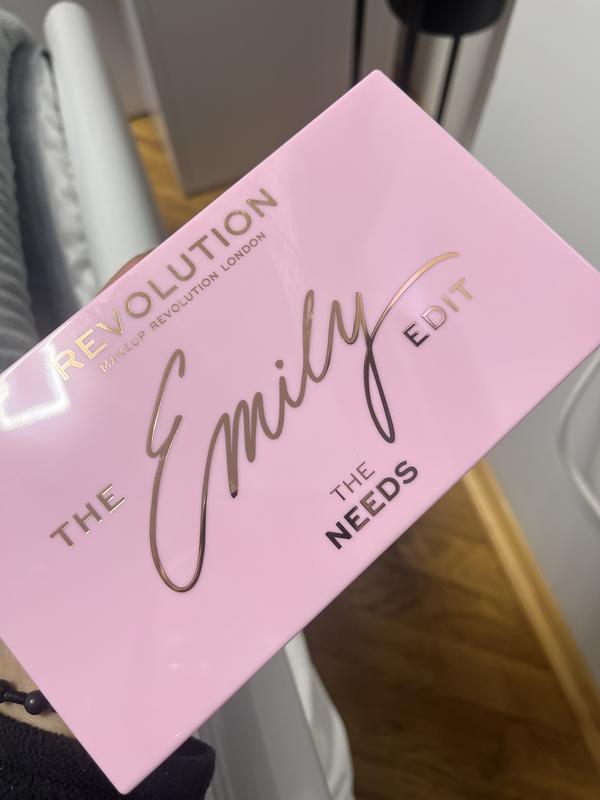 REVOLUTION
MAKEUP REVOLUTION LONDON
THE Emily EDIT
THE
NEEDS